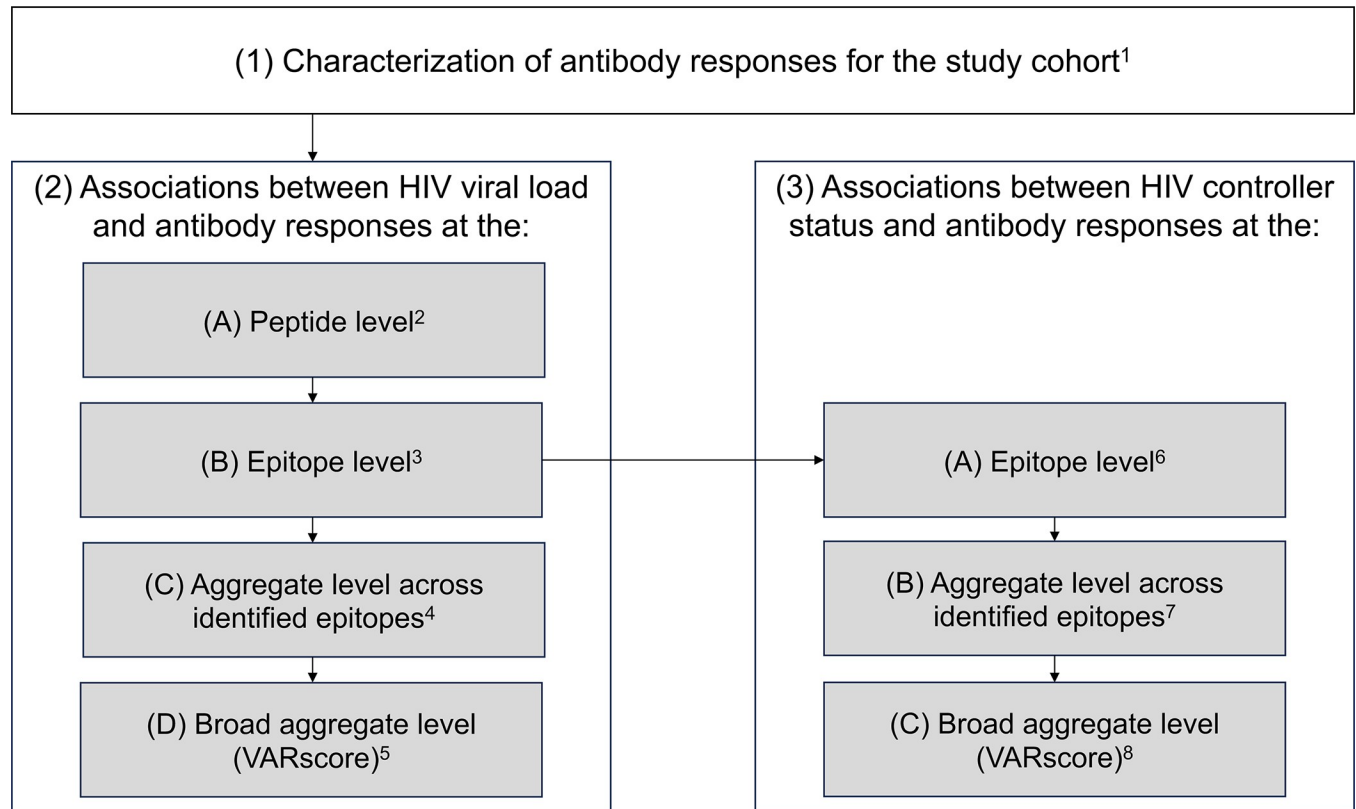 (1) Characterization of antibody responses for the study cohort¹
(2) Associations between HIV viral load
and antibody responses at the:
(A) Peptide level²
(B) Epitope level³
(C) Aggregate level across
identified epitopes⁴
(D) Broad aggregate level
(VARscore)⁵
(3) Associations between HIV controller
status and antibody responses at the:
(A) Epitope level⁶
(B) Aggregate level across
identified epitopes⁷
(C) Broad aggregate level
(VARscore)⁸